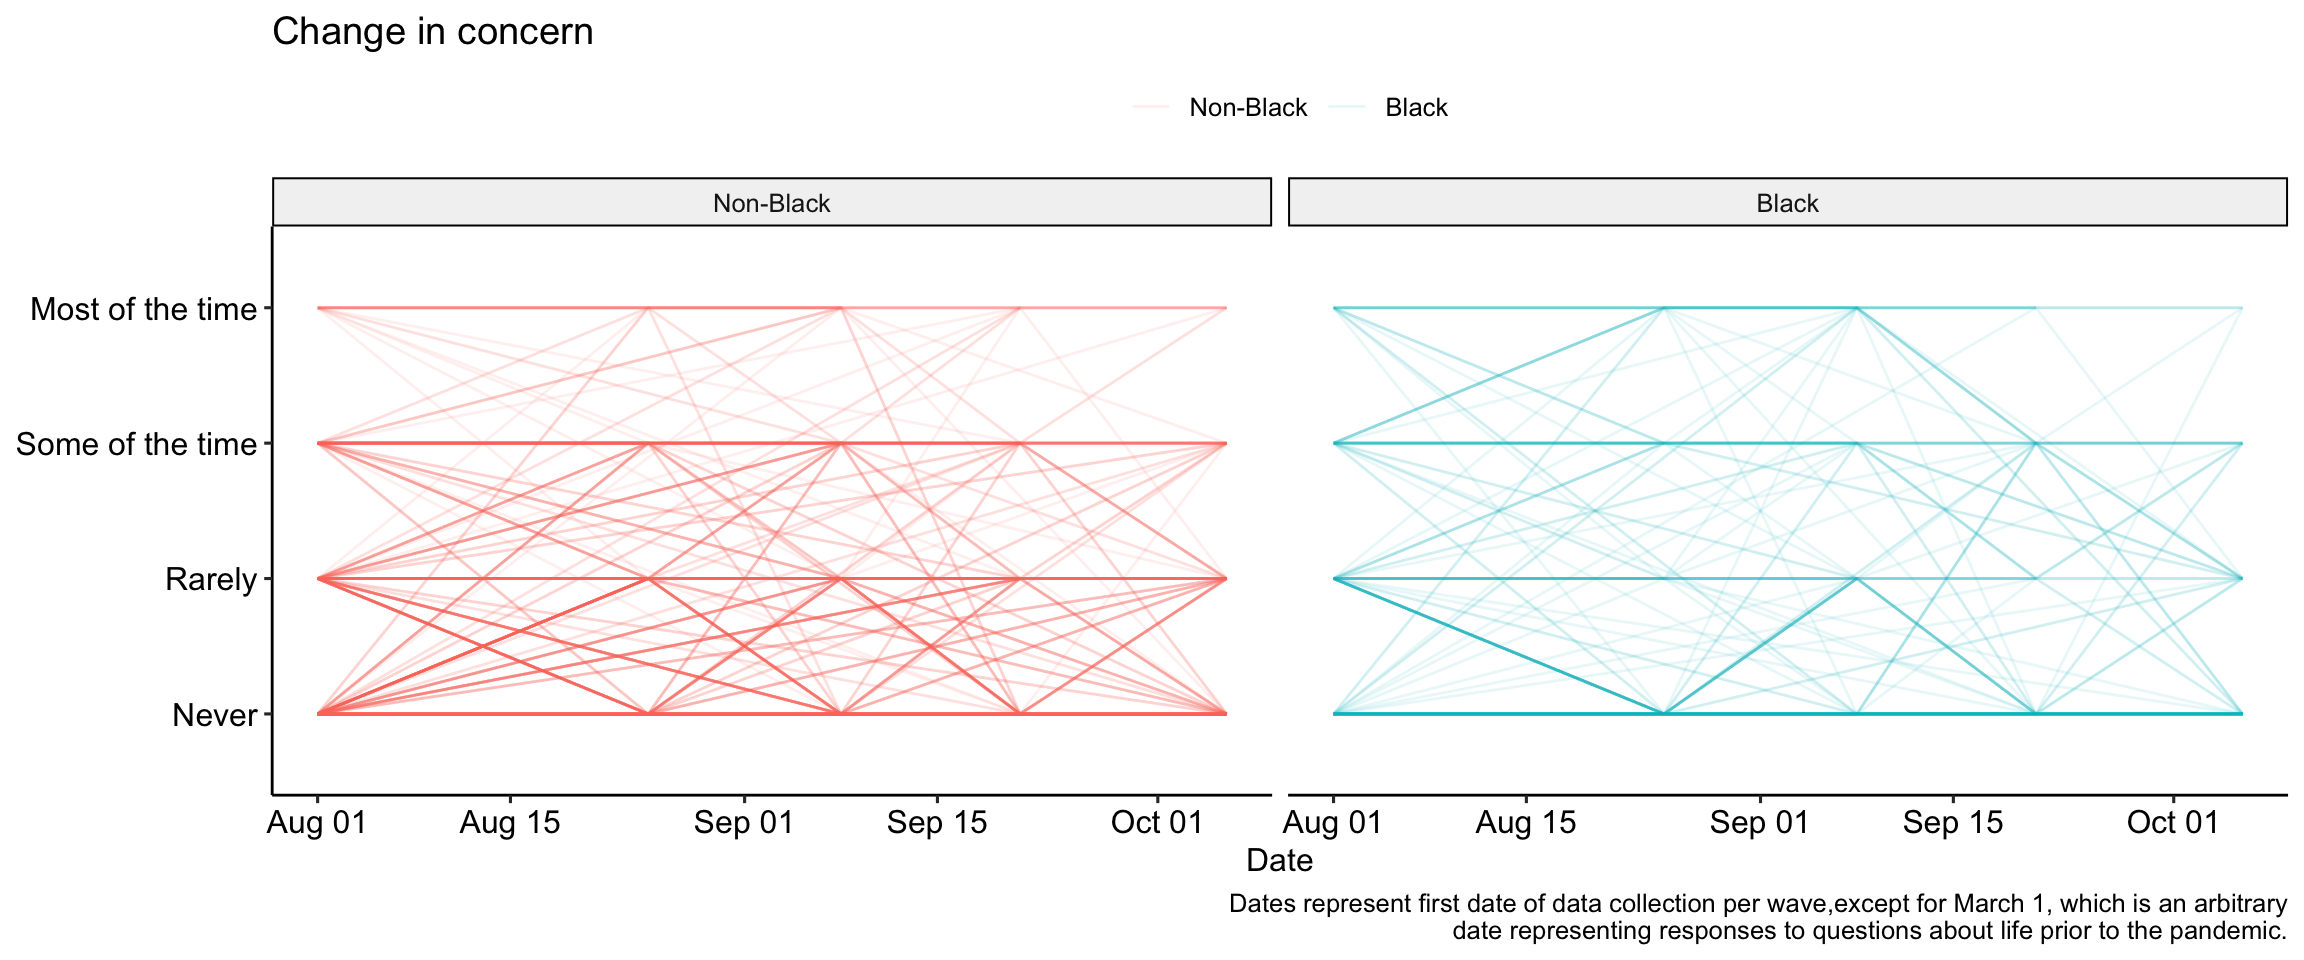 Change in concern
Non-Black Black
Non-Black
Black
Most of the time
Some of the time
Rarely
Never
Aug 01 Aug 15 Sep 01 Sep 15 Oct 01
Aug 01 Aug 15 Sep 01 Sep 15 Oct 01
Date
Dates represent first date of data collection per wave,except for March 1, which is an arbitrary
date representing responses to questions about life prior to the pandemic.